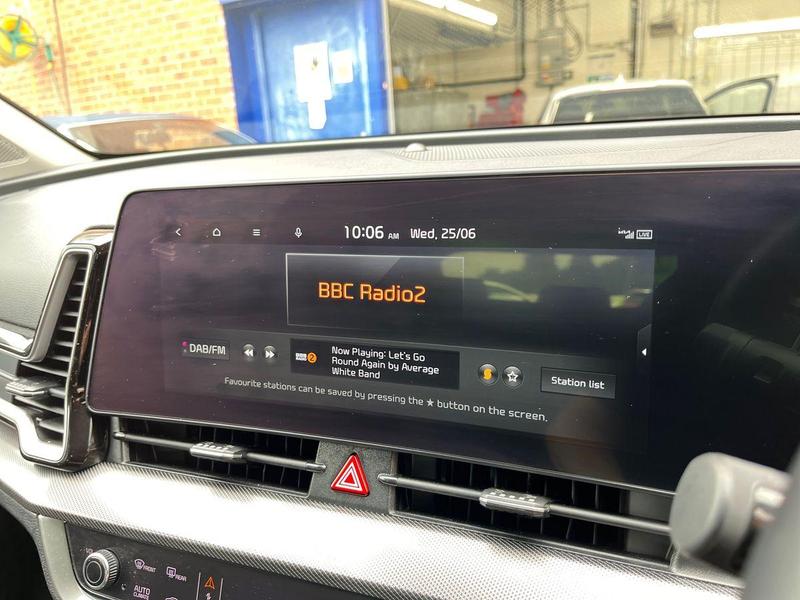 10:06 AM Wed, 25/06
LIVE
BBC Radio2
DAB/FM
2
Now Playing: Let's Go
Round Again by Average
White Band
Station list
Favourite stations can be saved by pressing the ★ button on the screen.
FRONT
REAR
AUTO
CLIMATE